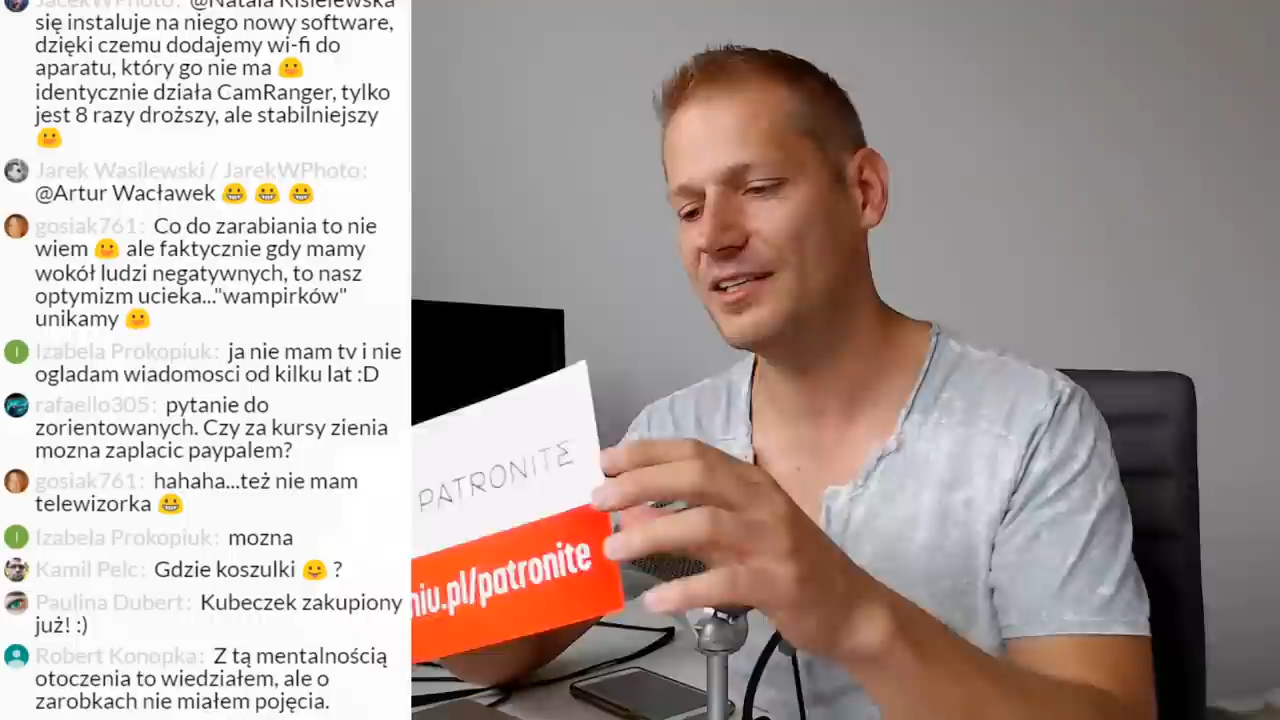 JacekWPhoto: @Natala Kisielewska
się instaluje na niego nowy software,
dzięki czemu dodajemy wi-fi do
aparatu, który go nie ma
identycznie działa CamRanger, tylko
jest 8 razy droższy, ale stabilniejszy
Jarek Wasilewski / JarekWPhoto:
@Artur Wacławek
gosiak761: Co do zarabiania to nie
wiem ale faktycznie gdy mamy
wokół ludzi negatywnych, to nasz
optymizm ucieka..."wampirków"
unikamy
I Izabela Prokopiuk: ja nie mam tv i nie
ogladam wiadomosci od kilku lat :D
rafaello305: pytanie do
zorientowanych. Czy za kursy zienia
mozna zaplacic paypalem?
gosiak761: hahaha...też nie mam
telewizorka
I Izabela Prokopiuk: mozna
Kamil Pelc: Gdzie koszulki ?
Paulina Dubert: Kubeczek zakupiony
już! :)
Robert Konopka: Z tą mentalnością
otoczenia to wiedziałem, ale o
zarobkach nie miałem pojęcia.
PATRONITE
niu.pl/patronite